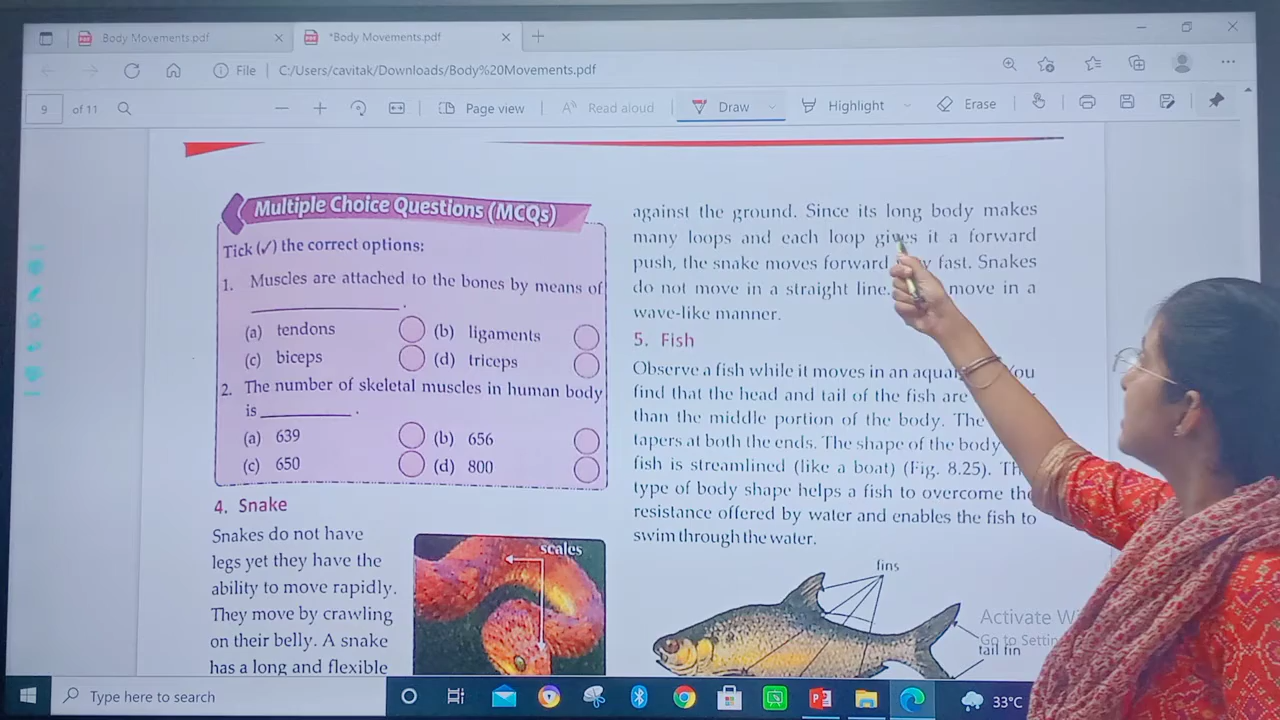 Body Movements.pdf
*Body Movements.pdf
File
C:/Users/cavitak/Downloads/Body%20Movements.pdf
9
of 11
Page view
Read aloud
Draw
Highlight
Erase
Multiple Choice Questions (MCQs)
Tick (✓) the correct options:
1. Muscles are attached to the bones by means of
____________.
(a) tendons (b) ligaments
(c) biceps (d) triceps
2. The number of skeletal muscles in human body
is ____________.
(a) 639 (b) 656
(c) 650 (d) 800
4. Snake
Snakes do not have
legs yet they have the
ability to move rapidly.
They move by crawling
on their belly. A snake
has a long and flexible
scales
against the ground. Since its long body makes
many loops and each loop gives it a forward
push, the snake moves forward fast. Snakes
do not move in a straight line. move in a
wave-like manner.
5. Fish
Observe a fish while it moves in an
find that the head and tail of the fish are
than the middle portion of the body. The
tapers at both the ends. The shape of the body
fish is streamlined (like a boat) (Fig. 8.25).
type of body shape helps a fish to overcome the
resistance offered by water and enables the fish to
swim through the water.
fins
tail fin
Activate
Go to
Type here to search
33°C